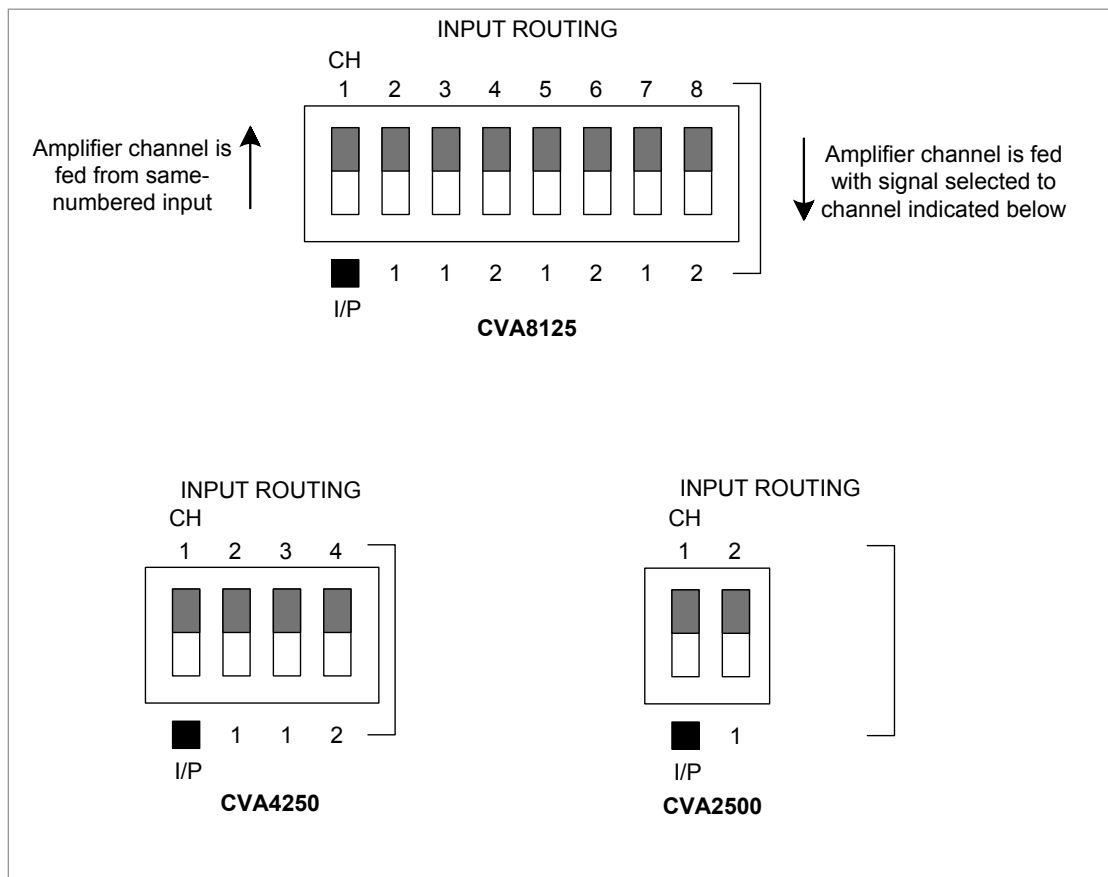 INPUT ROUTING
CH
1 2 3 4 5 6 7 8
Amplifier channel is
fed from same-
numbered input
Amplifier channel is fed
with signal selected to
channel indicated below
1 1 2 1 2 1 2
I/P
CVA8125
INPUT ROUTING
CH
1 2 3 4
1 1 2
I/P
CVA4250
INPUT ROUTING
CH
1 2
1
I/P
CVA2500